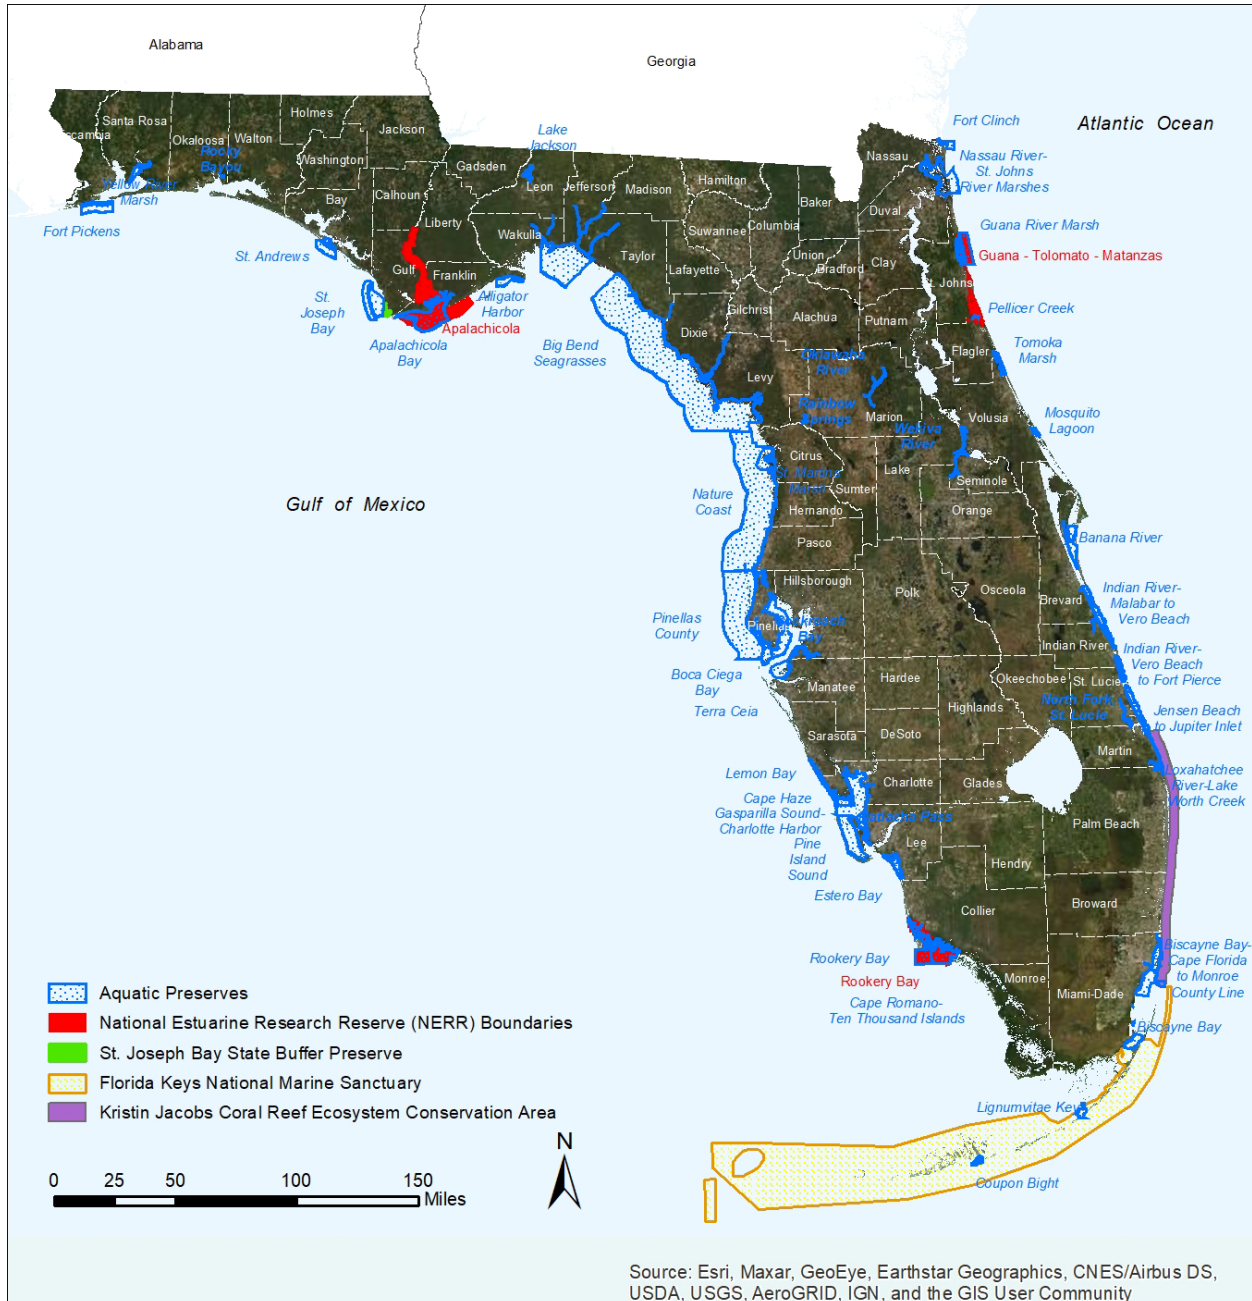 Alabama
Georgia
Atlantic Ocean
Gulf of Mexico
Santa Rosa
Okaloosa
Walton
Holmes
Jackson
Washington
Bay
Calhoun
Gadsden
Liberty
Gulf
Franklin
Leon
Jefferson
Wakulla
Madison
Taylor
Hamilton
Suwannee
Columbia
Lafayette
Dixie
Gilchrist
Baker
Union
Bradford
Nassau
Duval
Clay
Alachua
Putnam
Flagler
Levy
Marion
Volusia
Citrus
Sumter
Lake
Seminole
Hernando
Orange
Pasco
Hillsborough
Polk
Osceola
Brevard
Indian River
Manatee
Hardee
Okeechobee
St. Lucie
Highlands
Sarasota
DeSoto
Martin
Charlotte
Glades
Palm Beach
Lee
Hendry
Collier
Broward
Monroe
Miami-Dade
Rocky
Bayou
Yellow River
Marsh
Fort Pickens
St. Andrews
St.
Joseph
Bay
Apalachicola
Bay
Apalachicola
Alligator
Harbor
Lake
Jackson
Big Bend
Seagrasses
Fort Clinch
Nassau River-
St. Johns
River Marshes
Guana River Marsh
Guana - Tolomato - Matanzas
Pellicer Creek
Tomoka
Marsh
Mosquito
Lagoon
Oklawaha
River
Rainbow
Springs
Wekiva
River
St. Martins
Marsh
Nature
Coast
Pinellas
County
Boca Ciega
Bay
Terra Ceia
Banana River
Indian River-
Malabar to
Vero Beach
Indian River-
Vero Beach
to Fort Pierce
North Fork
St. Lucie
Jensen Beach
to Jupiter Inlet
Loxahatchee
River-Lake
Worth Creek
Lemon Bay
Cape Haze
Gasparilla Sound-
Charlotte Harbor
Pine
Island
Sound
Estero Bay
Rookery Bay
Rookery Bay
Cape Romano-
Ten Thousand Islands
Biscayne Bay-
Cape Florida
to Monroe
County Line
Biscayne Bay
Lignumvitae Key
Coupon Bight
Aquatic Preserves
National Estuarine Research Reserve (NERR) Boundaries
St. Joseph Bay State Buffer Preserve
Florida Keys National Marine Sanctuary
Kristin Jacobs Coral Reef Ecosystem Conservation Area
N
0 25 50 100 150
Miles
Source: Esri, Maxar, GeoEye, Earthstar Geographics, CNES/Airbus DS,
USDA, USGS, AeroGRID, IGN, and the GIS User Community